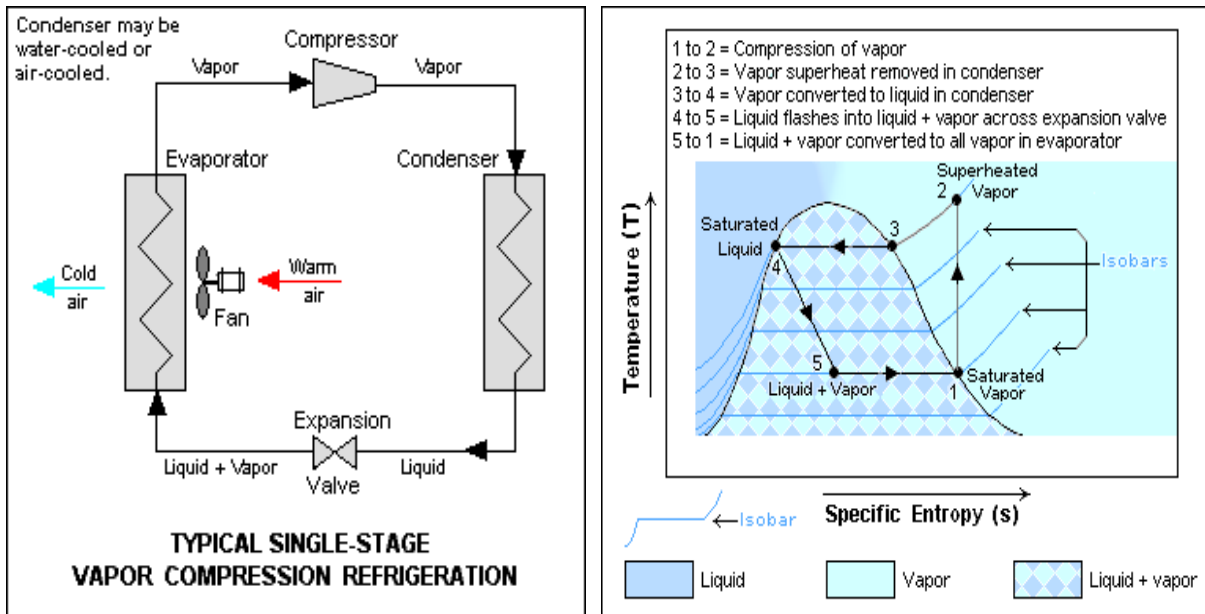 Condenser may be
water-cooled or
air-cooled.
Compressor
Vapor
Vapor
Evaporator
Condenser
Cold
air
Warm
air
Fan
Expansion
Valve
Liquid + Vapor
Liquid
TYPICAL SINGLE-STAGE
VAPOR COMPRESSION REFRIGERATION
1 to 2 = Compression of vapor
2 to 3 = Vapor superheat removed in condenser
3 to 4 = Vapor converted to liquid in condenser
4 to 5 = Liquid flashes into liquid + vapor across expansion valve
5 to 1 = Liquid + vapor converted to all vapor in evaporator
Temperature (T)
Superheated
2 Vapor
Saturated
Liquid
3
4
Isobars
5
Liquid + Vapor
1
Saturated
Vapor
Specific Entropy (s)
Isobar
Liquid
Vapor
Liquid + vapor